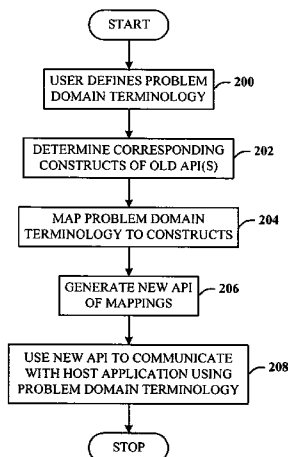 START
USER DEFINES PROBLEM
DOMAIN TERMINOLOGY
200
DETERMINE CORRESPONDING
CONSTRUCTS OF OLD API(S)
202
MAP PROBLEM DOMAIN
TERMINOLOGY TO CONSTRUCTS
204
GENERATE NEW API
OF MAPPINGS
206
USE NEW API TO COMMUNICATE
WITH HOST APPLICATION USING
PROBLEM DOMAIN TERMINOLOGY
208
STOP